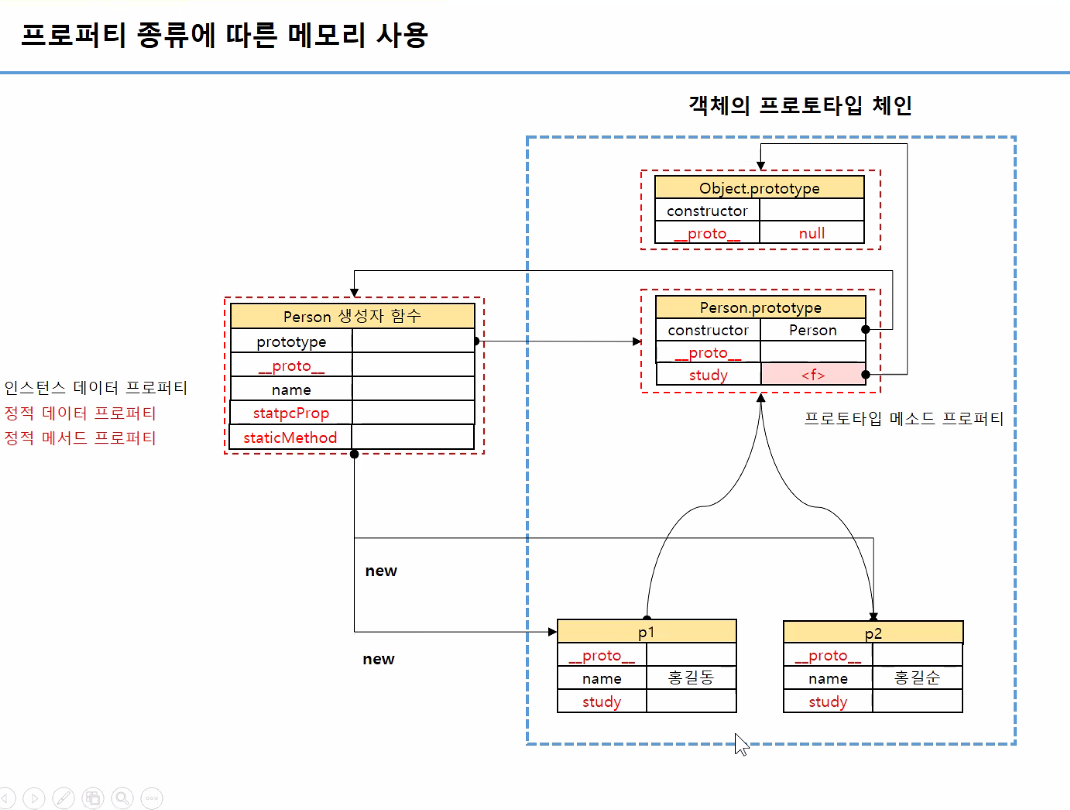 프로퍼티 종류에 따른 메모리 사용
객체의 프로토타입 체인
Object.prototype
constructor
__proto__ null
Person 생성자 함수
prototype
__proto__
name
statpcProp
staticMethod
인스턴스 데이터 프로퍼티
정적 데이터 프로퍼티
정적 메서드 프로퍼티
Person.prototype
constructor Person
__proto__
study <f>
프로토타입 메소드 프로퍼티
new
new
p1
__proto__
name 홍길동
study
p2
__proto__
name 홍길순
study